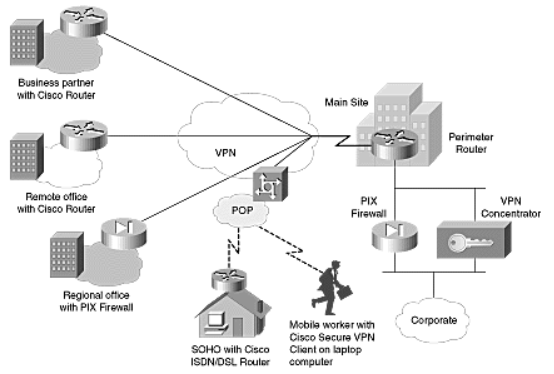 Business partner
with Cisco Router
Main Site
Perimeter
Router
VPN
Remote office
with Cisco Router
POP
PIX
Firewall
VPN
Concentrator
Regional office
with PIX Firewall
Corporate
SOHO with Cisco
ISDN/DSL Router
Mobile worker with
Cisco Secure VPN
Client on laptop
computer